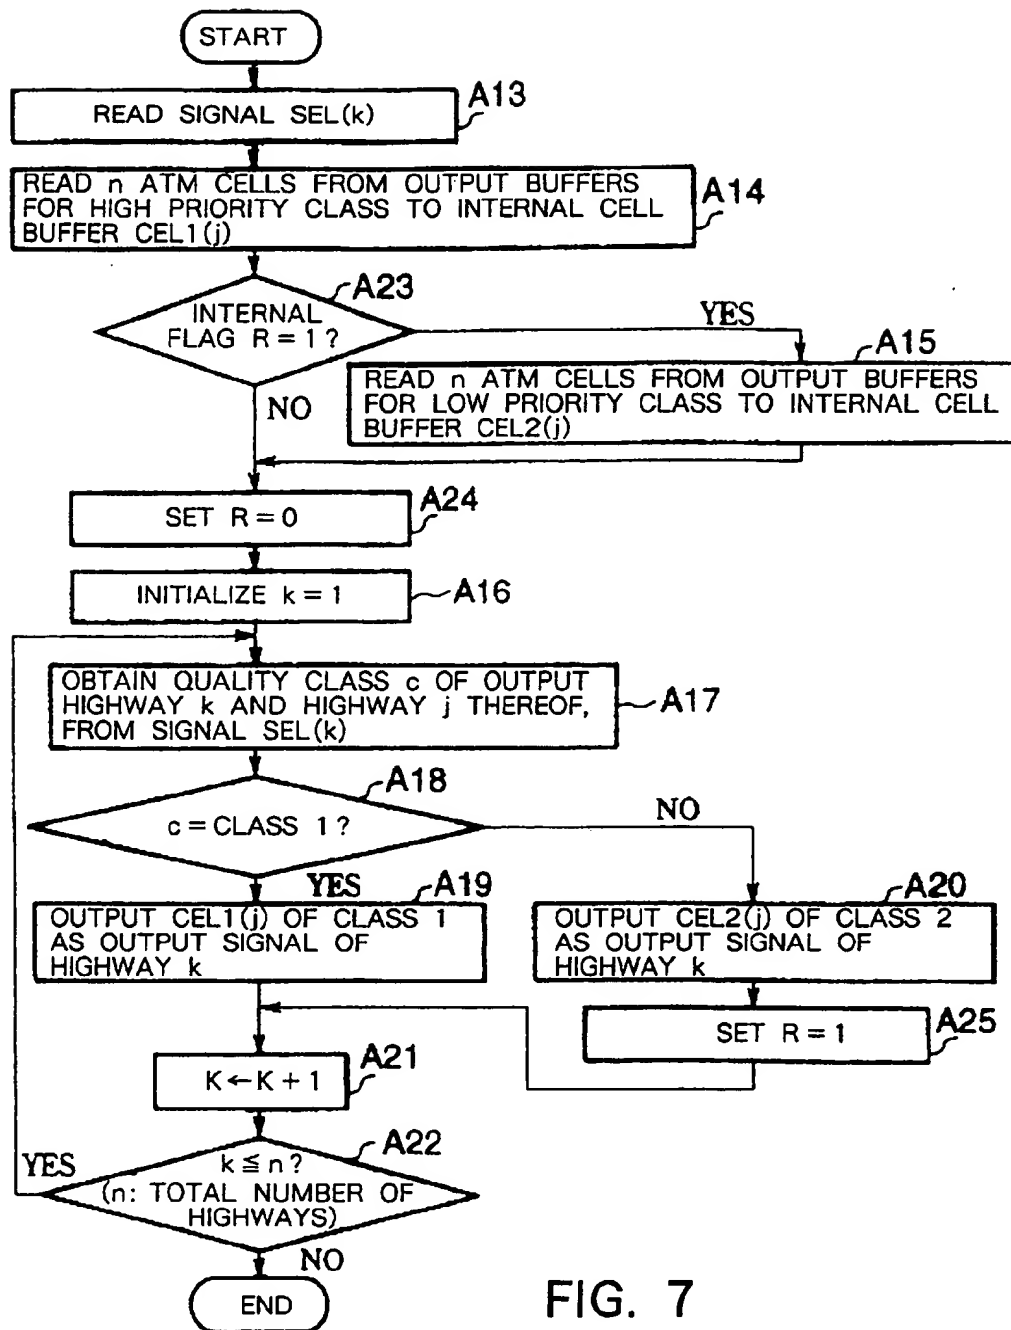 START
A13
READ SIGNAL SEL(k)
READ n ATM CELLS FROM OUTPUT BUFFERS
FOR HIGH PRIORITY CLASS TO INTERNAL CELL
BUFFER CEL1(j)
A14
A23
INTERNAL
FLAG R = 1 ?
YES
NO
A15
READ n ATM CELLS FROM OUTPUT BUFFERS
FOR LOW PRIORITY CLASS TO INTERNAL CELL
BUFFER CEL2(j)
SET R = 0
A24
INITIALIZE k = 1
A16
OBTAIN QUALITY CLASS c OF OUTPUT
HIGHWAY k AND HIGHWAY j THEREOF,
FROM SIGNAL SEL(k)
A17
A18
c = CLASS 1 ?
NO
YES
A19
OUTPUT CEL1(j) OF CLASS 1
AS OUTPUT SIGNAL OF
HIGHWAY k
A20
OUTPUT CEL2(j) OF CLASS 2
AS OUTPUT SIGNAL OF
HIGHWAY k
SET R = 1
A25
K ← K + 1
A21
A22
k ≦ n ?
(n: TOTAL NUMBER OF
HIGHWAYS)
YES
NO
END
FIG. 7